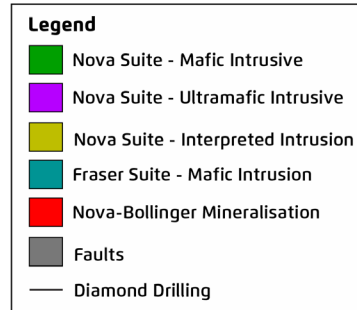 Legend
Nova Suite - Mafic Intrusive
Nova Suite - Ultramafic Intrusive
Nova Suite - Interpreted Intrusion
Fraser Suite - Mafic Intrusion
Nova-Bollinger Mineralisation
Faults
Diamond Drilling